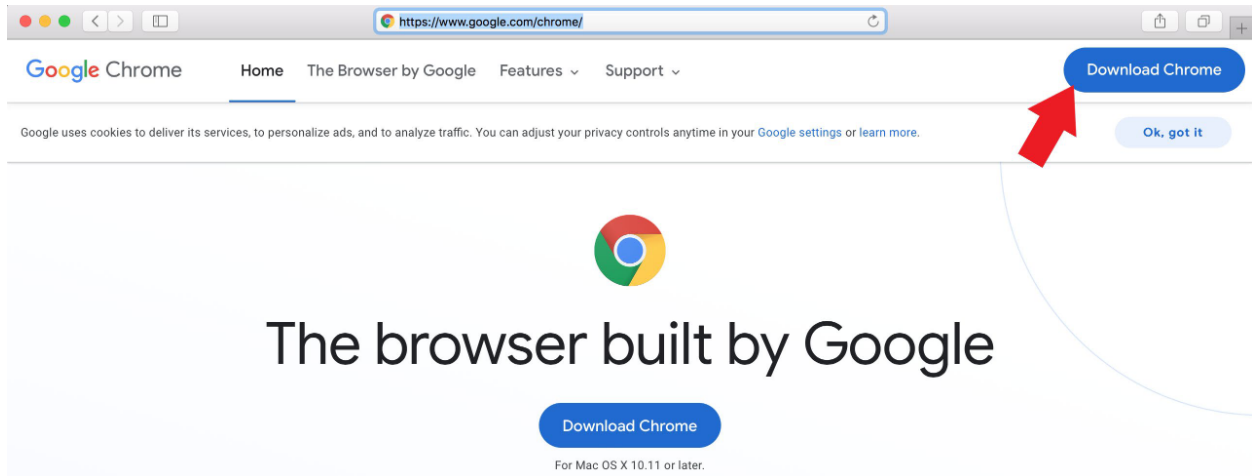 https://www.google.com/chrome/
Google Chrome Home The Browser by Google Features Support Download Chrome
Google uses cookies to deliver its services, to personalize ads, and to analyze traffic. You can adjust your privacy controls anytime in your Google settings or learn more. Ok, got it
The browser built by Google
Download Chrome
For Mac OS X 10.11 or later.